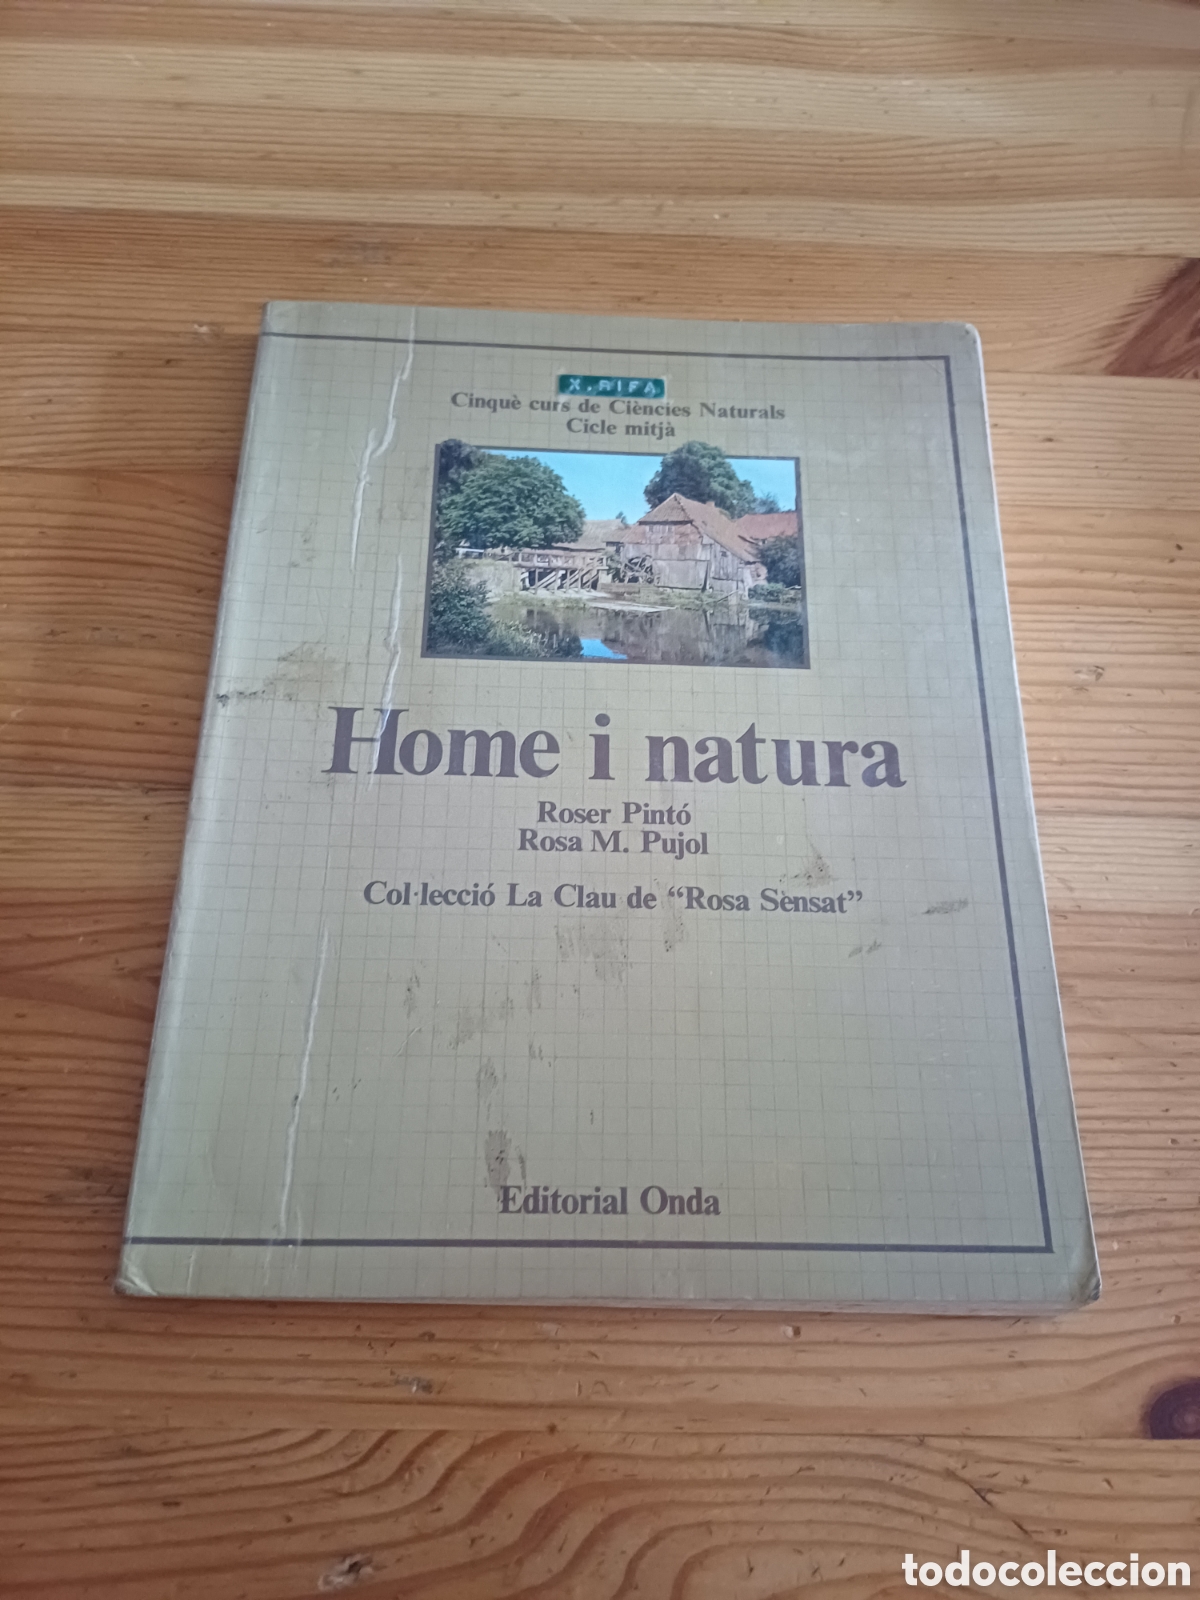 X. RIFA
Cinquè curs de Ciències Naturals
Cicle mitjà
Home i natura
Roser Pintó
Rosa M. Pujol
Col·lecció La Clau de “Rosa Sensat”
Editorial Onda
todocoleccion